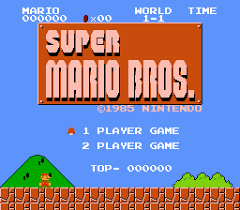 MARIO WORLD TIME
000000 x00 1-1
SUPER
MARIO BROS.
©1985 NINTENDO
1 PLAYER GAME
2 PLAYER GAME
TOP- 000000